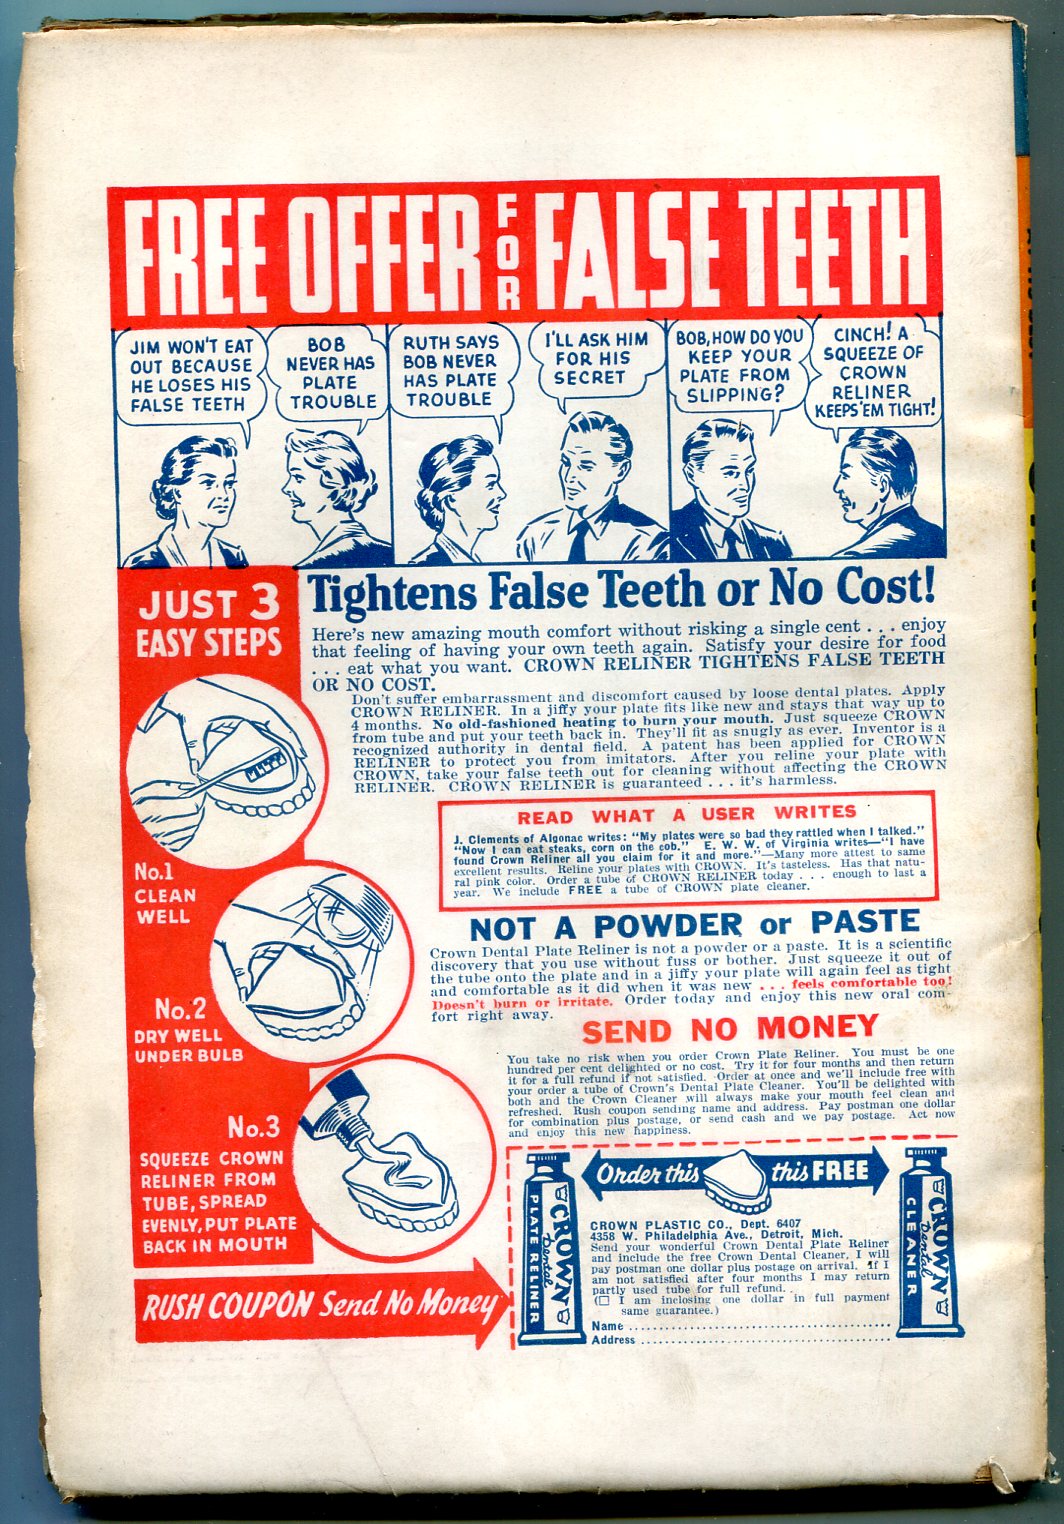 FREE OFFER FOR FALSE TEETH
JIM WON'T EAT
OUT BECAUSE
HE LOSES HIS
FALSE TEETH
BOB
NEVER HAS
PLATE
TROUBLE
RUTH SAYS
BOB NEVER
HAS PLATE
TROUBLE
I'LL ASK HIM
FOR HIS
SECRET
BOB, HOW DO YOU
KEEP YOUR
PLATE FROM
SLIPPING?
CINCH! A
SQUEEZE OF
CROWN
RELINER
KEEPS 'EM TIGHT!
JUST 3
EASY STEPS
No.1
CLEAN
WELL
No.2
DRY WELL
UNDER BULB
No.3
SQUEEZE CROWN
RELINER FROM
TUBE, SPREAD
EVENLY, PUT PLATE
BACK IN MOUTH
Tightens False Teeth or No Cost!
Here's new amazing mouth comfort without risking a single cent . . . enjoy
that feeling of having your own teeth again. Satisfy your desire for food
. . . eat what you want. CROWN RELINER TIGHTENS FALSE TEETH
OR NO COST.
Don't suffer embarrassment and discomfort caused by loose dental plates. Apply
CROWN RELINER. In a jiffy your plate fits like new and stays that way up to
4 months. No old-fashioned heating to burn your mouth. Just squeeze CROWN
from tube and put your teeth back in. They'll fit as snugly as ever. Inventor is a
recognized authority in dental field. A patent has been applied for CROWN
RELINER to protect you from imitators. After you reline your plate with
CROWN, take your false teeth out for cleaning without affecting the CROWN
RELINER. CROWN RELINER is guaranteed . . . it's harmless.
READ WHAT A USER WRITES
J. Clements of Algonac writes: "My plates were so bad they rattled when I talked."
"Now I can eat steaks, corn on the cob." E. W. W. of Virginia writes—"I have
found Crown Reliner all you claim for it and more."—Many more attest to same
excellent results. Reline your plates with CROWN. It's tasteless. Has that natu-
ral pink color. Order a tube of CROWN RELINER today . . . enough to last a
year. We include FREE a tube of CROWN plate cleaner.
NOT A POWDER or PASTE
Crown Dental Plate Reliner is not a powder or a paste. It is a scientific
discovery that you use without fuss or bother. Just squeeze it out of
the tube onto the plate and in a jiffy your plate will again feel as tight
and comfortable as it did when it was new . . . feels comfortable too!
Doesn't burn or irritate. Order today and enjoy this new oral com-
fort right away.
SEND NO MONEY
You take no risk when you order Crown Plate Reliner. You must be one
hundred per cent delighted or no cost. Try it for four months and then return
it for a full refund if not satisfied. Order at once and we'll include free with
your order a tube of Crown's Dental Plate Cleaner. You'll be delighted with
both and the Crown Cleaner will always make your mouth feel clean and
refreshed. Rush coupon sending name and address. Pay postman one dollar
for combination plus postage, or send cash and we pay postage. Act now
and enjoy this new happiness.
RUSH COUPON Send No Money
CROWN Dental
PLATE RELINER
Order this
this FREE
CROWN PLASTIC CO., Dept. 6407
4358 W. Philadelphia Ave., Detroit, Mich.
Send your wonderful Crown Dental Plate Reliner
and include the free Crown Dental Cleaner. I will
pay postman one dollar plus postage on arrival. If I
am not satisfied after four months I may return
partly used tube for full refund.
(☐ I am inclosing one dollar in full payment
same guarantee.)
Name
Address
CROWN Dental
CLEANER